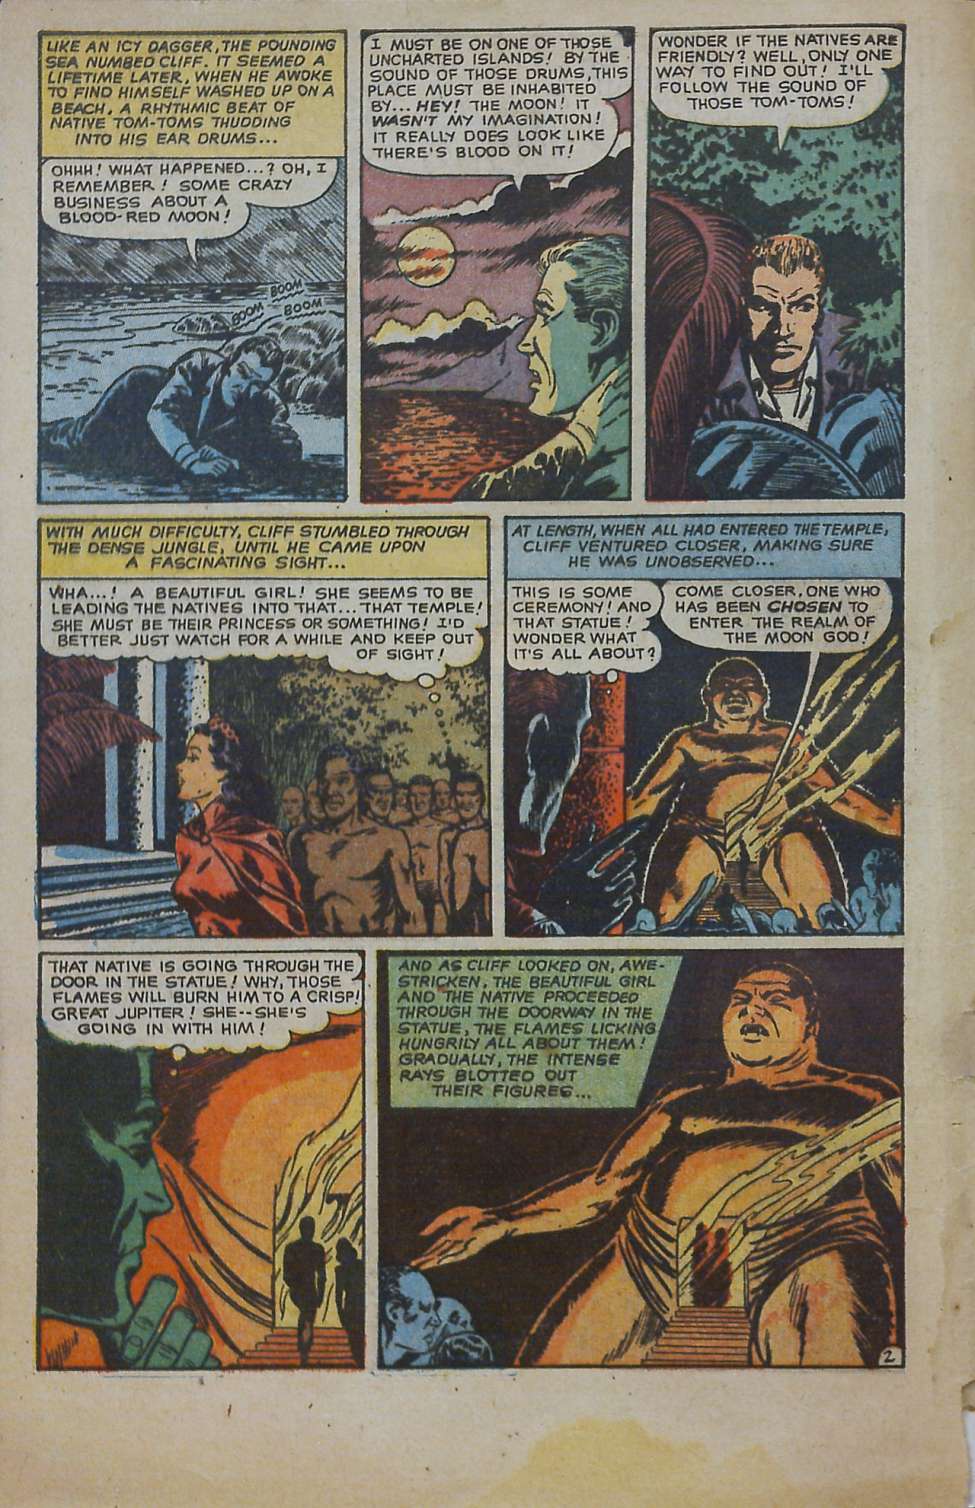 LIKE AN ICY DAGGER, THE POUNDING
SEA NUMBED CLIFF. IT SEEMED A
LIFETIME LATER, WHEN HE AWOKE
TO FIND HIMSELF WASHED UP ON A
BEACH, A RHYTHMIC BEAT OF
NATIVE TOM-TOMS THUDDING
INTO HIS EAR DRUMS...
OHHH! WHAT HAPPENED...? OH, I
REMEMBER! SOME CRAZY
BUSINESS ABOUT A
BLOOD-RED MOON!
BOOM
BOOM
BOOM
I MUST BE ON ONE OF THOSE
UNCHARTED ISLANDS! BY THE
SOUND OF THOSE DRUMS, THIS
PLACE MUST BE INHABITED
BY... HEY! THE MOON! IT
WASN'T MY IMAGINATION!
IT REALLY DOES LOOK LIKE
THERE'S BLOOD ON IT!
WONDER IF THE NATIVES ARE
FRIENDLY? WELL, ONLY ONE
WAY TO FIND OUT! I'LL
FOLLOW THE SOUND OF
THOSE TOM-TOMS!
WITH MUCH DIFFICULTY, CLIFF STUMBLED THROUGH
THE DENSE JUNGLE, UNTIL HE CAME UPON
A FASCINATING SIGHT...
WHA...! A BEAUTIFUL GIRL! SHE SEEMS TO BE
LEADING THE NATIVES INTO THAT... THAT TEMPLE!
SHE MUST BE THEIR PRINCESS OR SOMETHING! I'D
BETTER JUST WATCH FOR A WHILE AND KEEP OUT
OF SIGHT!
AT LENGTH, WHEN ALL HAD ENTERED THE TEMPLE,
CLIFF VENTURED CLOSER, MAKING SURE
HE WAS UNOBSERVED...
THIS IS SOME
CEREMONY! AND
THAT STATUE!
WONDER WHAT
IT'S ALL ABOUT?
COME CLOSER, ONE WHO
HAS BEEN CHOSEN TO
ENTER THE REALM OF
THE MOON GOD!
THAT NATIVE IS GOING THROUGH THE
DOOR IN THE STATUE! WHY, THOSE
FLAMES WILL BURN HIM TO A CRISP!
GREAT JUPITER! SHE--SHE'S
GOING IN WITH HIM!
AND AS CLIFF LOOKED ON, AWE-
STRICKEN, THE BEAUTIFUL GIRL
AND THE NATIVE PROCEEDED
THROUGH THE DOORWAY IN THE
STATUE, THE FLAMES LICKING
HUNGRILY ALL ABOUT THEM!
GRADUALLY, THE INTENSE
RAYS BLOTTED OUT
THEIR FIGURES...
2